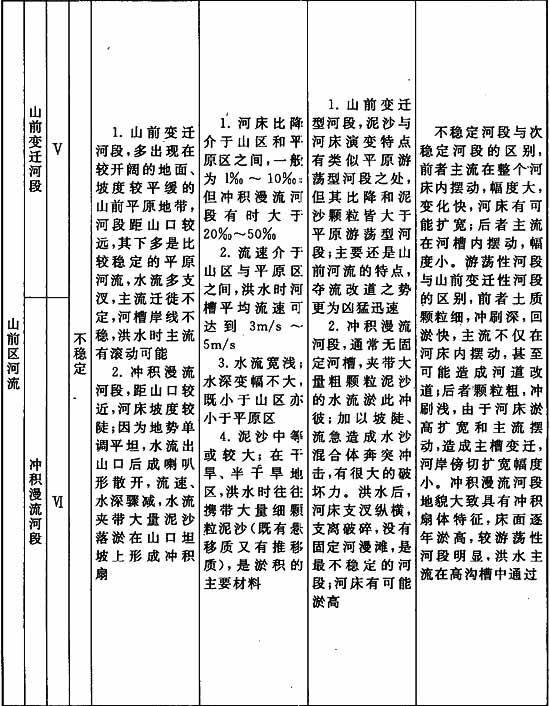 山前区河流
山前变迁河段
冲积漫流河段
V
Ⅵ
不稳定
1. 山前变迁
河段,多出现在
较开阔的地面、
坡度较平缓的
山前平原地带,
河段距山口较
远,其下多是比
较稳定的平原
河流,水流多支
汊,主流迁徙不
定,河槽岸线不
稳,洪水时主流
有滚动可能
2. 冲积漫流
河段,距山口较
近,河床坡度较
陡;因为地势单
调平坦,水流出
山口后成喇叭
形散开,流速、
水深骤减,水流
夹带大量泥沙
落淤在山口坦
坡上形成冲积
扇
1. 河床比降
介于山区和平
原区之间,一般
为1‰～10‰;
但冲积漫流河
段有时大于
20‰～50‰
2. 流速介于
山区与平原区
之间,洪水时河
槽平均流速可
达到3m/s～
5m/s
3. 水流宽浅;
水深变幅不大,
既小于山区亦
小于平原区
4. 泥沙中等
或较大;在干
旱、半干旱地
区,洪水时往往
携带大量细颗
粒泥沙(既有悬
移质又有推移
质),是淤积的
主要材料
1. 山前变迁
型河段,泥沙与
河床演变特点
有类似平原游
荡型河段之处,
但其比降和泥
沙颗粒皆大于
平原游荡型河
段;主要还是山
前河流的特点,
夺流改道之势
更为凶猛迅速
2. 冲积漫流
河段,通常无固
定河槽,夹带大
量粗颗粒泥沙
的水流淤此冲
彼;加以坡陡、
流急造成水沙
混合体奔突冲
击,有很大的破
坏力。洪水后,
河床支汊纵横,
支离破碎,没有
固定河漫滩,是
最不稳定的河
段;河床有可能
淤高
不稳定河段与次
稳定河段的区别,
前者主流在整个河
床内摆动,幅度大,
变化快,河床有可
能扩宽;后者主流
在河槽内摆动,幅
度小。游荡性河段
与山前变迁性河段
的区别,前者土质
颗粒细,冲刷深,回
淤快,主流不仅在
河床内摆动,甚至
可能造成河道改
道;后者颗粒粗,冲
刷浅,由于河床淤
高扩宽和主流摆
动,造成主槽变迁,
河岸傍切扩宽幅度
小。冲积漫流河段
地貌大致具有冲积
扇体特征,床面逐
年淤高,较游荡性
河段明显,洪水主
流在高沟槽中通过